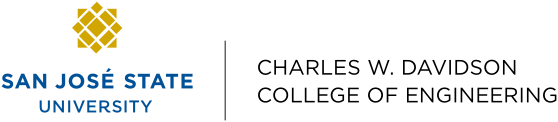 SAN JOSÉ STATE
UNIVERSITY
CHARLES W. DAVIDSON
COLLEGE OF ENGINEERING